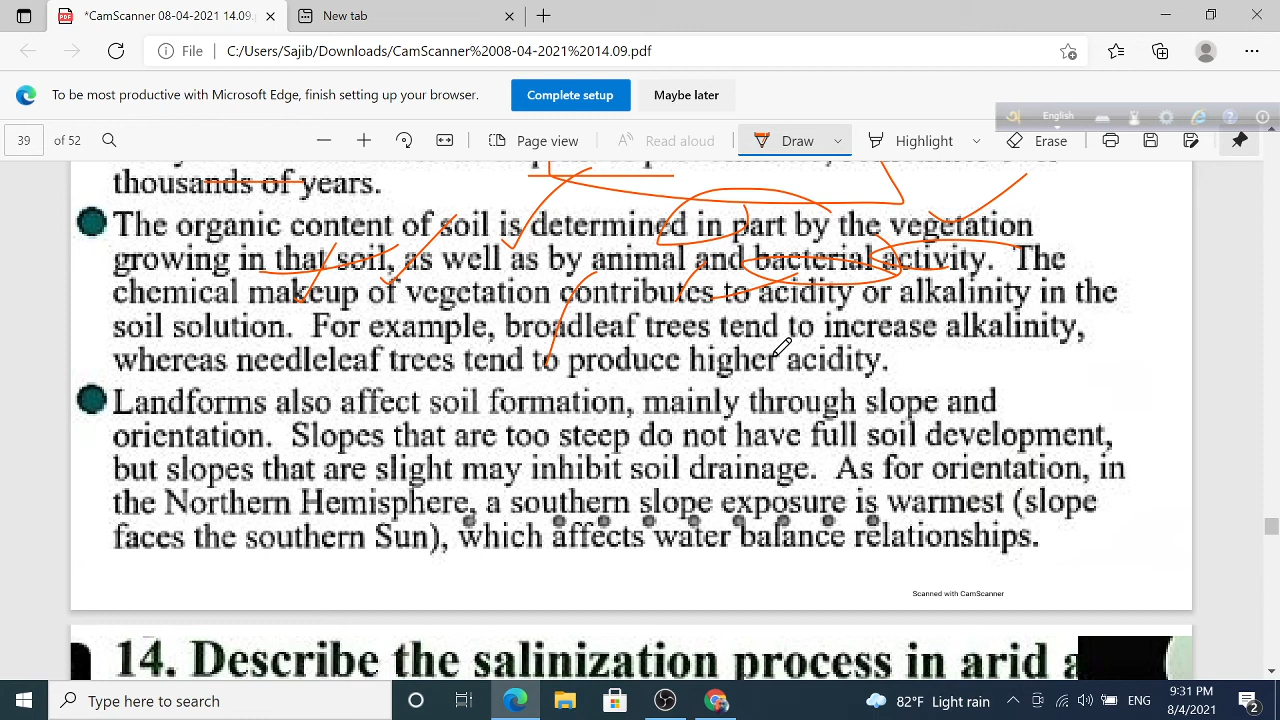 *CamScanner 08-04-2021 14.09.
New Tab
File
C:/Users/Sajib/Downloads/CamScanner%2008-04-2021%2014.09.pdf
To be most productive with Microsoft Edge, finish setting up your browser.
Complete setup
Maybe later
English
39 of 52
Page view
Read aloud
Draw
Highlight
Erase
thousands of years.
The organic content of soil is determined in part by the vegetation
growing in that soil, as well as by animal and bacterial activity. The
chemical makeup of vegetation contributes to acidity or alkalinity in the
soil solution. For example, broadleaf trees tend to increase alkalinity,
whereas needleleaf trees tend to produce higher acidity.
Landforms also affect soil formation, mainly through slope and
orientation. Slopes that are too steep do not have full soil development,
but slopes that are slight may inhibit soil drainage. As for orientation, in
the Northern Hemisphere, a southern slope exposure is warmest (slope
faces the southern Sun), which affects water balance relationships.
Scanned with CamScanner
14. Describe the salinization process in arid a
Type here to search
82°F Light rain
ENG
9:31 PM
8/4/2021
2